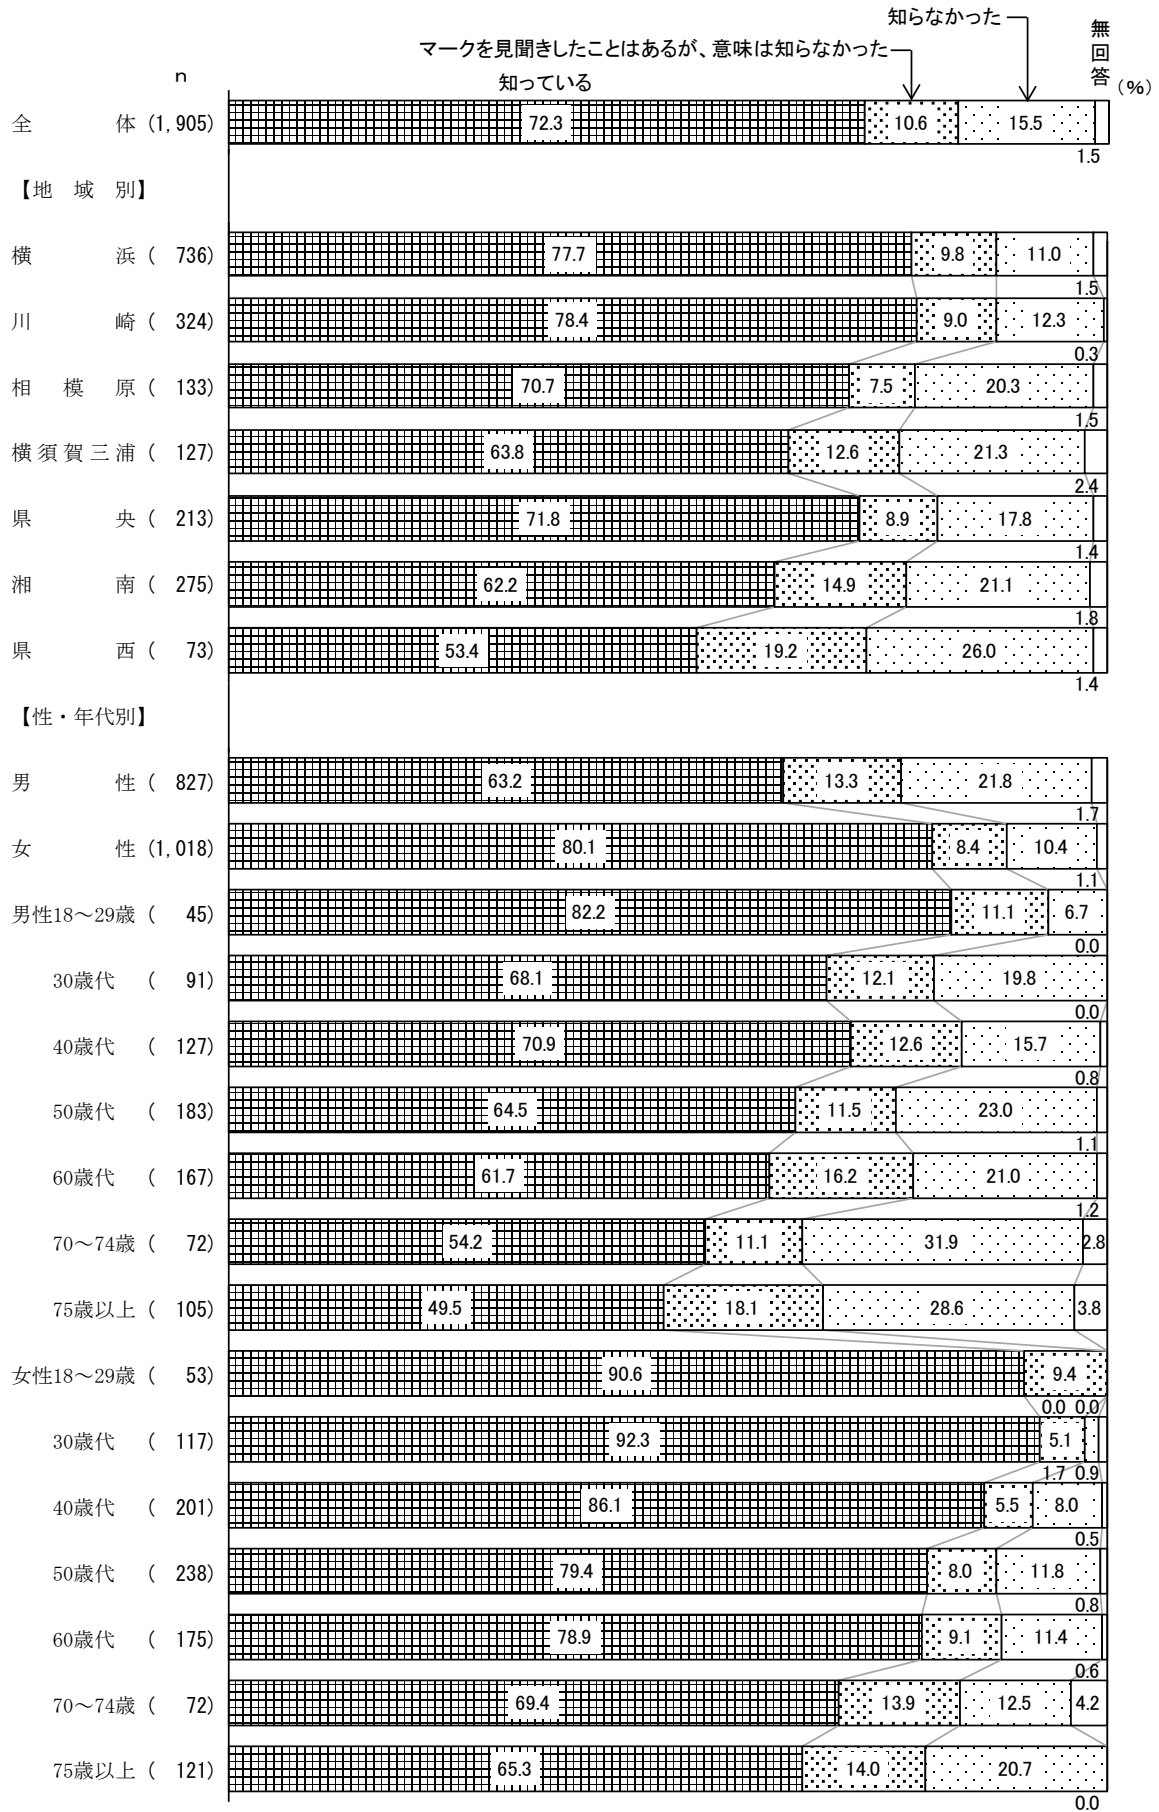 知らなかった
マークを見聞きしたことはあるが、意味は知らなかった
無回答
n
知っている
(%)
全体 (1,905) 72.3 10.6 15.5
1.5
【地域別】
横浜 ( 736) 77.7 9.8 11.0
1.5
川崎 ( 324) 78.4 9.0 12.3
0.3
相模原 ( 133) 70.7 7.5 20.3
1.5
横須賀三浦 ( 127) 63.8 12.6 21.3
2.4
県央 ( 213) 71.8 8.9 17.8
1.4
湘南 ( 275) 62.2 14.9 21.1
1.8
県西 ( 73) 53.4 19.2 26.0
1.4
【性・年代別】
男性 ( 827) 63.2 13.3 21.8
1.7
女性 (1,018) 80.1 8.4 10.4
1.1
男性18～29歳 ( 45) 82.2 11.1 6.7
0.0
30歳代 ( 91) 68.1 12.1 19.8
0.0
40歳代 ( 127) 70.9 12.6 15.7
0.8
50歳代 ( 183) 64.5 11.5 23.0
1.1
60歳代 ( 167) 61.7 16.2 21.0
1.2
70～74歳 ( 72) 54.2 11.1 31.9 2.8
75歳以上 ( 105) 49.5 18.1 28.6 3.8
女性18～29歳 ( 53) 90.6 9.4
0.0 0.0
30歳代 ( 117) 92.3 5.1
1.7 0.9
40歳代 ( 201) 86.1 5.5 8.0
0.5
50歳代 ( 238) 79.4 8.0 11.8
0.8
60歳代 ( 175) 78.9 9.1 11.4
0.6
70～74歳 ( 72) 69.4 13.9 12.5 4.2
75歳以上 ( 121) 65.3 14.0 20.7
0.0